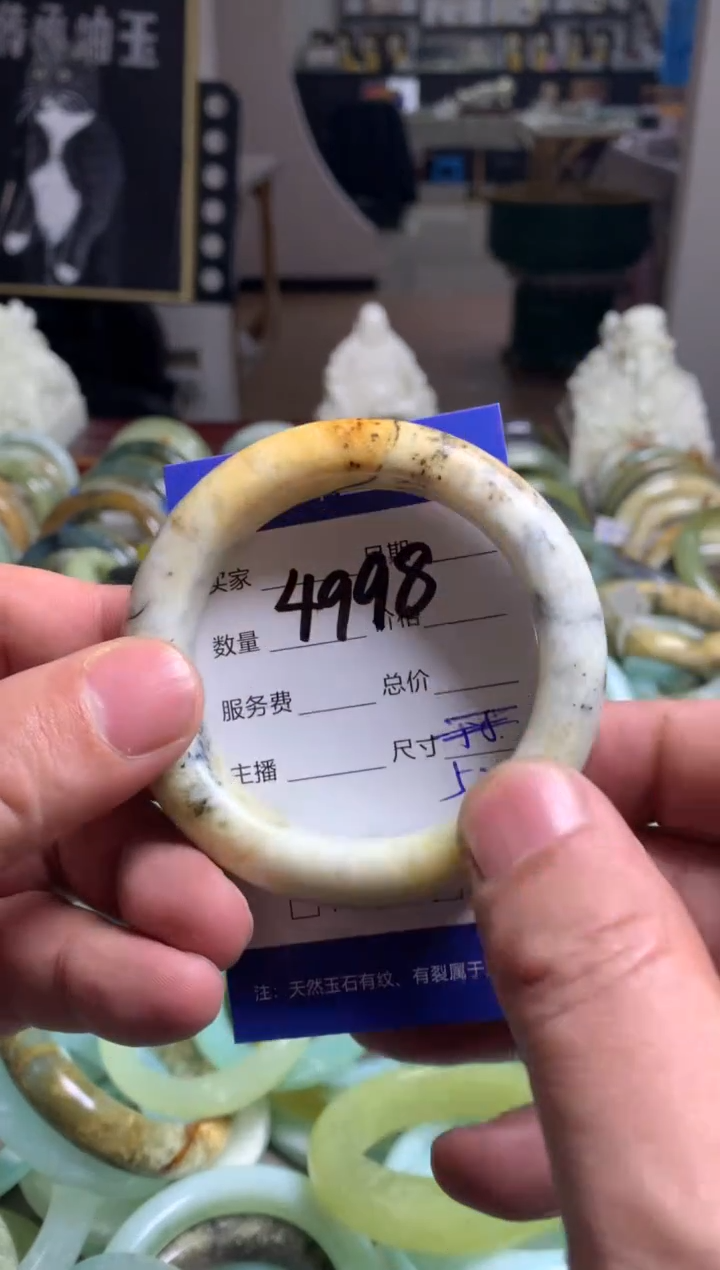 油玉
买家 日期
4998
数量 价格
服务费 总价
主播 尺寸
注：天然玉石有纹、有裂属于